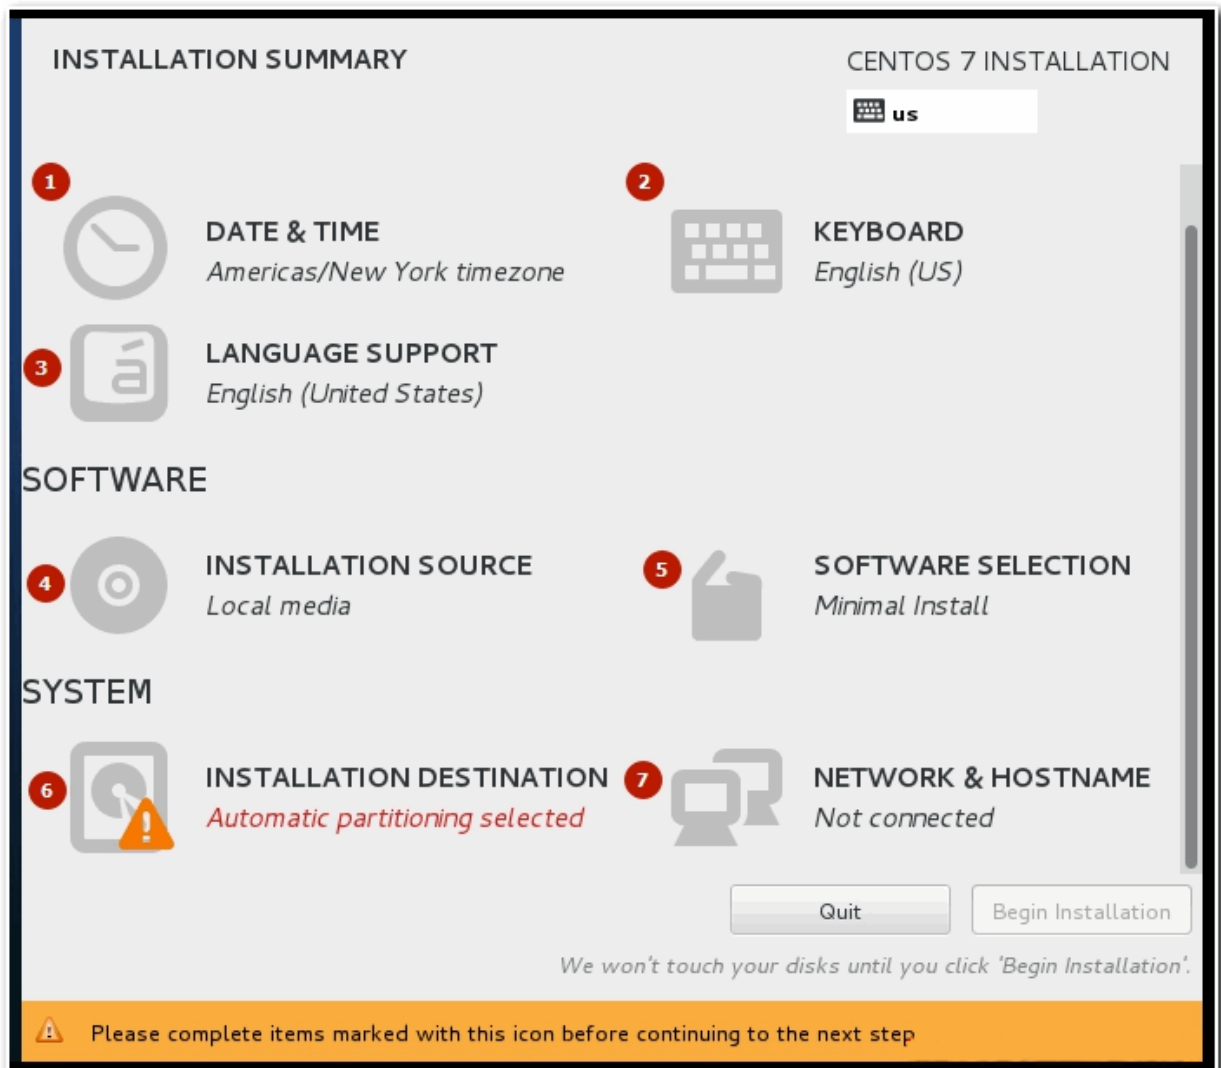 INSTALLATION SUMMARY
CENTOS 7 INSTALLATION
us
1
2
DATE & TIME
Americas/New York timezone
KEYBOARD
English (US)
3
á
LANGUAGE SUPPORT
English (United States)
SOFTWARE
4
INSTALLATION SOURCE
Local media
5
SOFTWARE SELECTION
Minimal Install
SYSTEM
6
INSTALLATION DESTINATION
Automatic partitioning selected
7
NETWORK & HOSTNAME
Not connected
Quit
Begin Installation
We won't touch your disks until you click 'Begin Installation'.
Please complete items marked with this icon before continuing to the next step